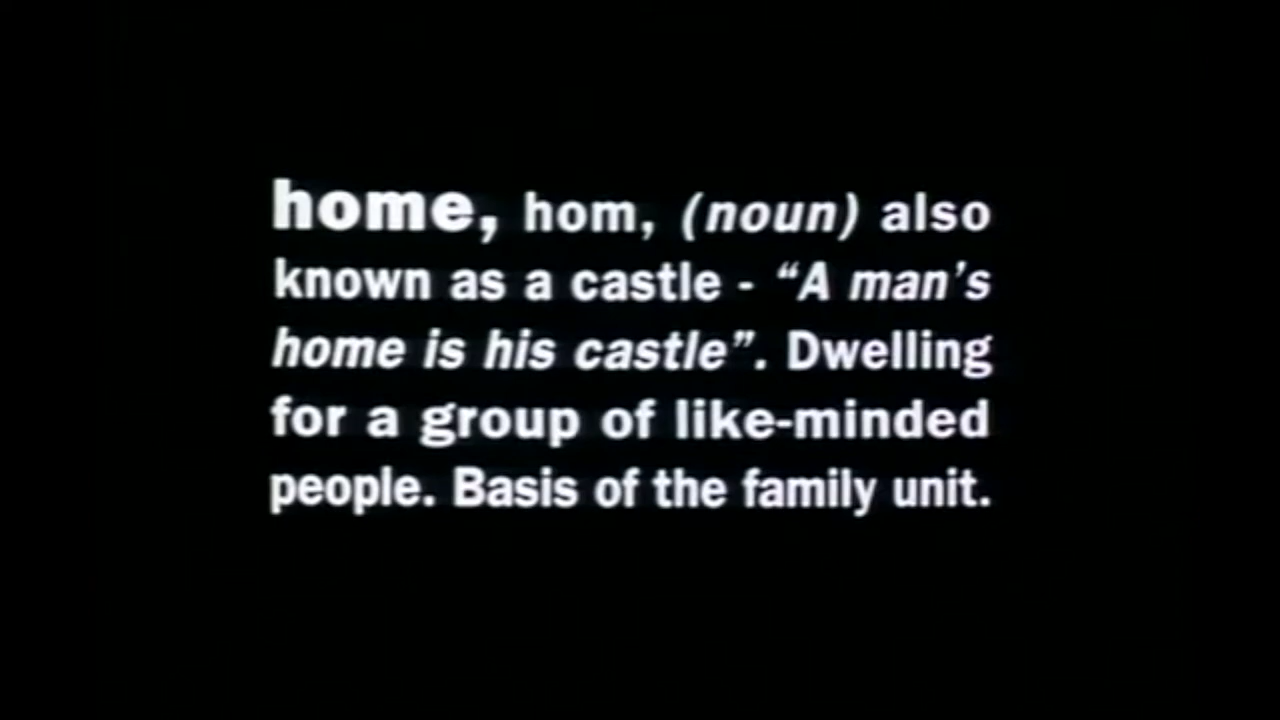 home, hom, (noun) also
known as a castle - “A man’s
home is his castle”. Dwelling
for a group of like-minded
people. Basis of the family unit.